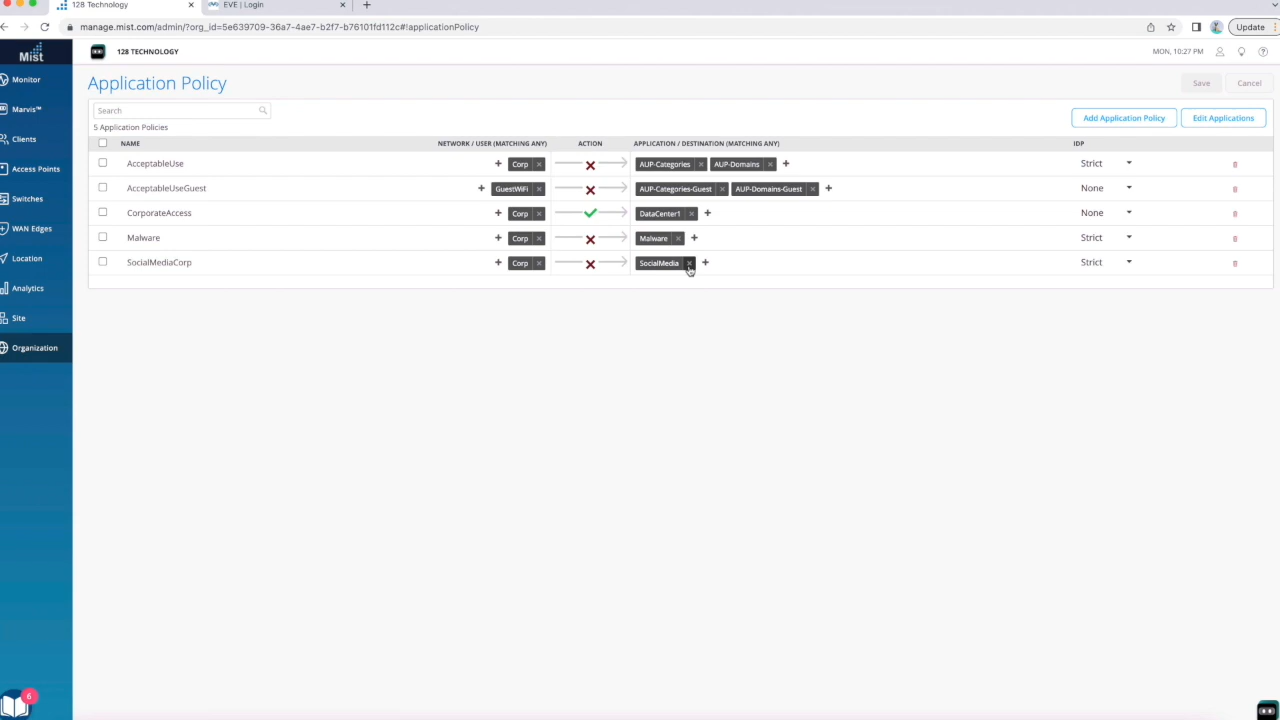 128 Technology
EVE | Login
manage.mist.com/admin/?org_id=5e639709-36a7-4ae7-b2f7-b76101fd112c#!applicationPolicy
Update
Mist
128 TECHNOLOGY
MON, 10:27 PM
Monitor
Marvis™
Clients
Access Points
Switches
WAN Edges
Location
Analytics
Site
Organization
6
Application Policy
Save
Cancel
Search
5 Application Policies
Add Application Policy
Edit Applications
NAME NETWORK / USER (MATCHING ANY) ACTION APPLICATION / DESTINATION (MATCHING ANY) IDP
AcceptableUse Corp AUP-Categories AUP-Domains Strict
AcceptableUseGuest GuestWiFi AUP-Categories-Guest AUP-Domains-Guest None
CorporateAccess Corp DataCenter1 None
Malware Corp Malware Strict
SocialMediaCorp Corp SocialMedia Strict